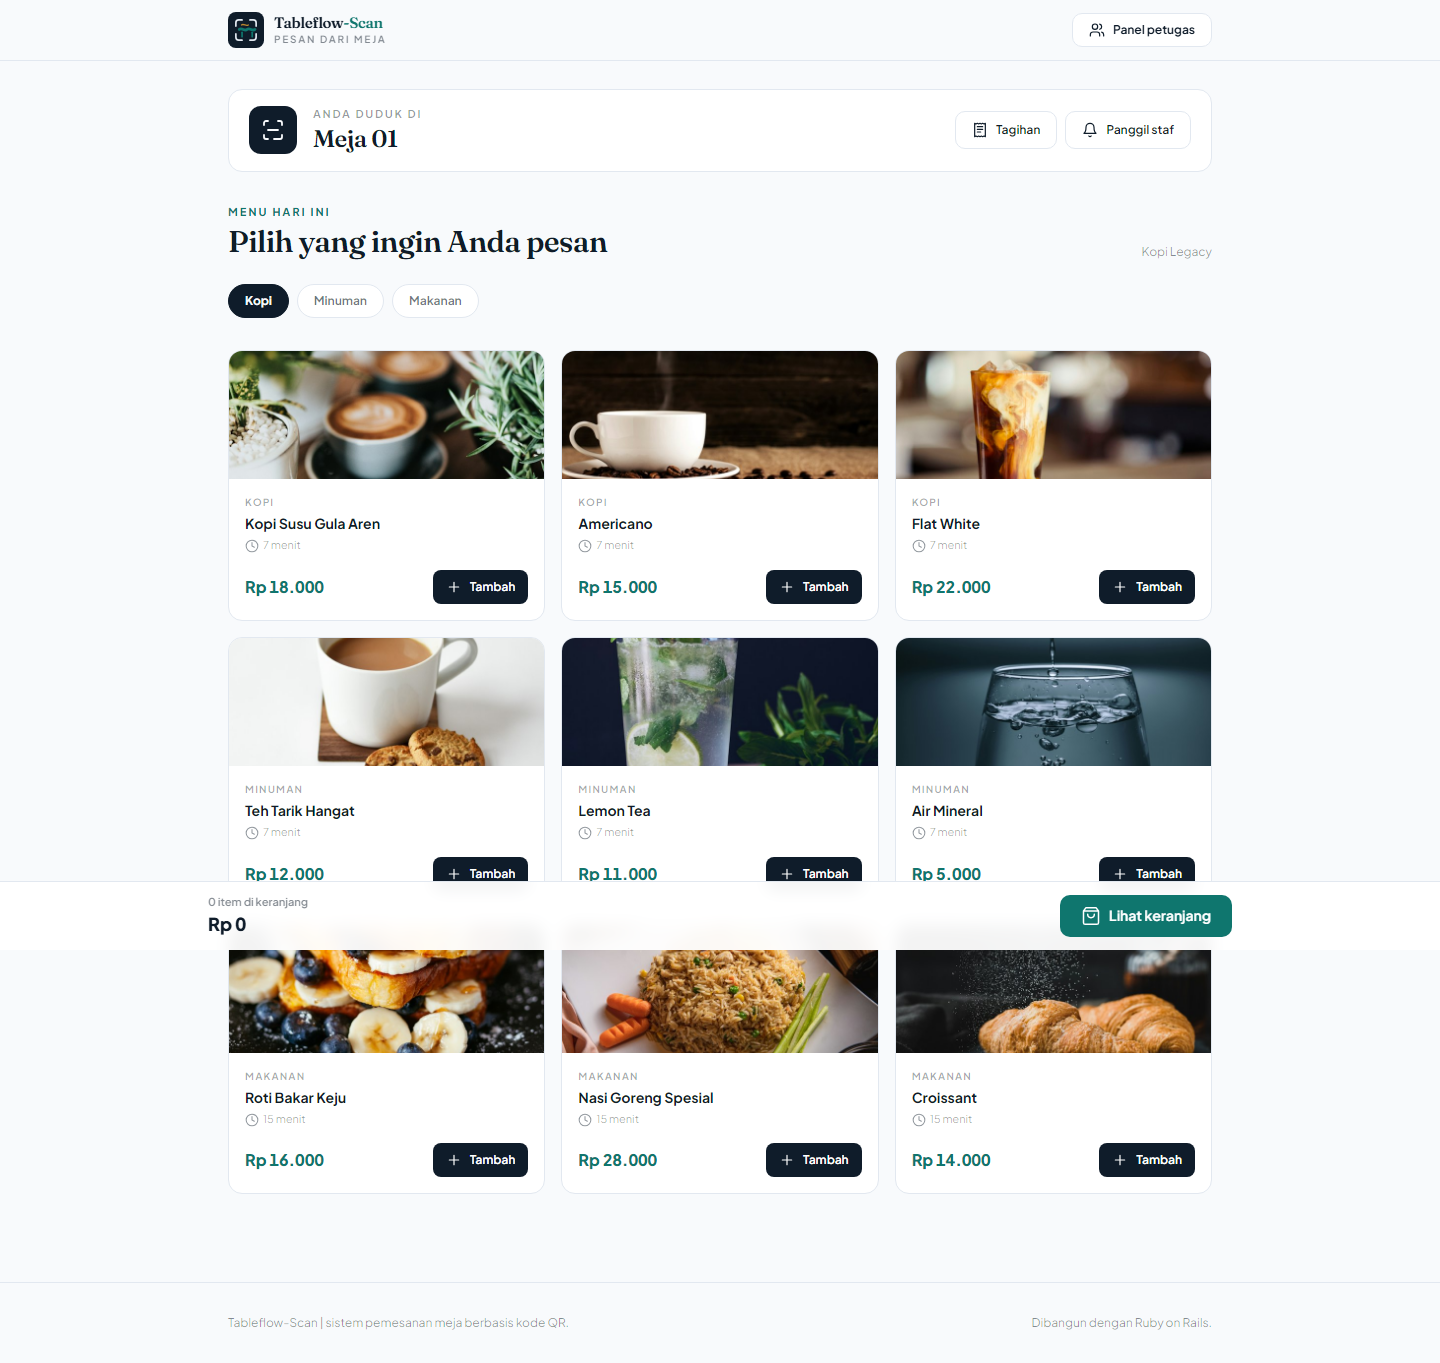 Tableflow-Scan
PESAN DARI MEJA
Panel petugas
ANDA DUDUK DI
Meja 01
Tagihan
Panggil staf
MENU HARI INI
Pilih yang ingin Anda pesan
Kopi Legacy
Kopi
Minuman
Makanan
KOPI
Kopi Susu Gula Aren
7 menit
Rp 18.000
Tambah
KOPI
Americano
7 menit
Rp 15.000
Tambah
KOPI
Flat White
7 menit
Rp 22.000
Tambah
MINUMAN
Teh Tarik Hangat
7 menit
Rp 12.000
Tambah
MINUMAN
Lemon Tea
7 menit
Rp 11.000
Tambah
MINUMAN
Air Mineral
7 menit
Rp 5.000
Tambah
0 item di keranjang
Rp 0
Lihat keranjang
MAKANAN
Roti Bakar Keju
15 menit
Rp 16.000
Tambah
MAKANAN
Nasi Goreng Spesial
15 menit
Rp 28.000
Tambah
MAKANAN
Croissant
15 menit
Rp 14.000
Tambah
Tableflow-Scan | sistem pemesanan meja berbasis kode QR.
Dibangun dengan Ruby on Rails.